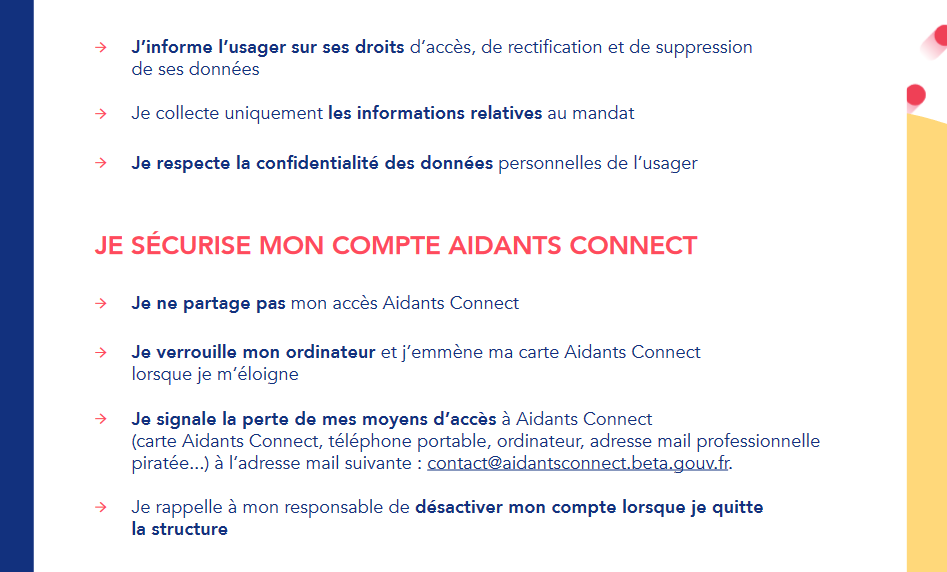 → J’informe l’usager sur ses droits d’accès, de rectification et de suppression
de ses données
→ Je collecte uniquement les informations relatives au mandat
→ Je respecte la confidentialité des données personnelles de l’usager
JE SÉCURISE MON COMPTE AIDANTS CONNECT
→ Je ne partage pas mon accès Aidants Connect
→ Je verrouille mon ordinateur et j’emmène ma carte Aidants Connect
lorsque je m’éloigne
→ Je signale la perte de mes moyens d’accès à Aidants Connect
(carte Aidants Connect, téléphone portable, ordinateur, adresse mail professionnelle
piratée...) à l’adresse mail suivante : contact@aidantsconnect.beta.gouv.fr.
→ Je rappelle à mon responsable de désactiver mon compte lorsque je quitte
la structure